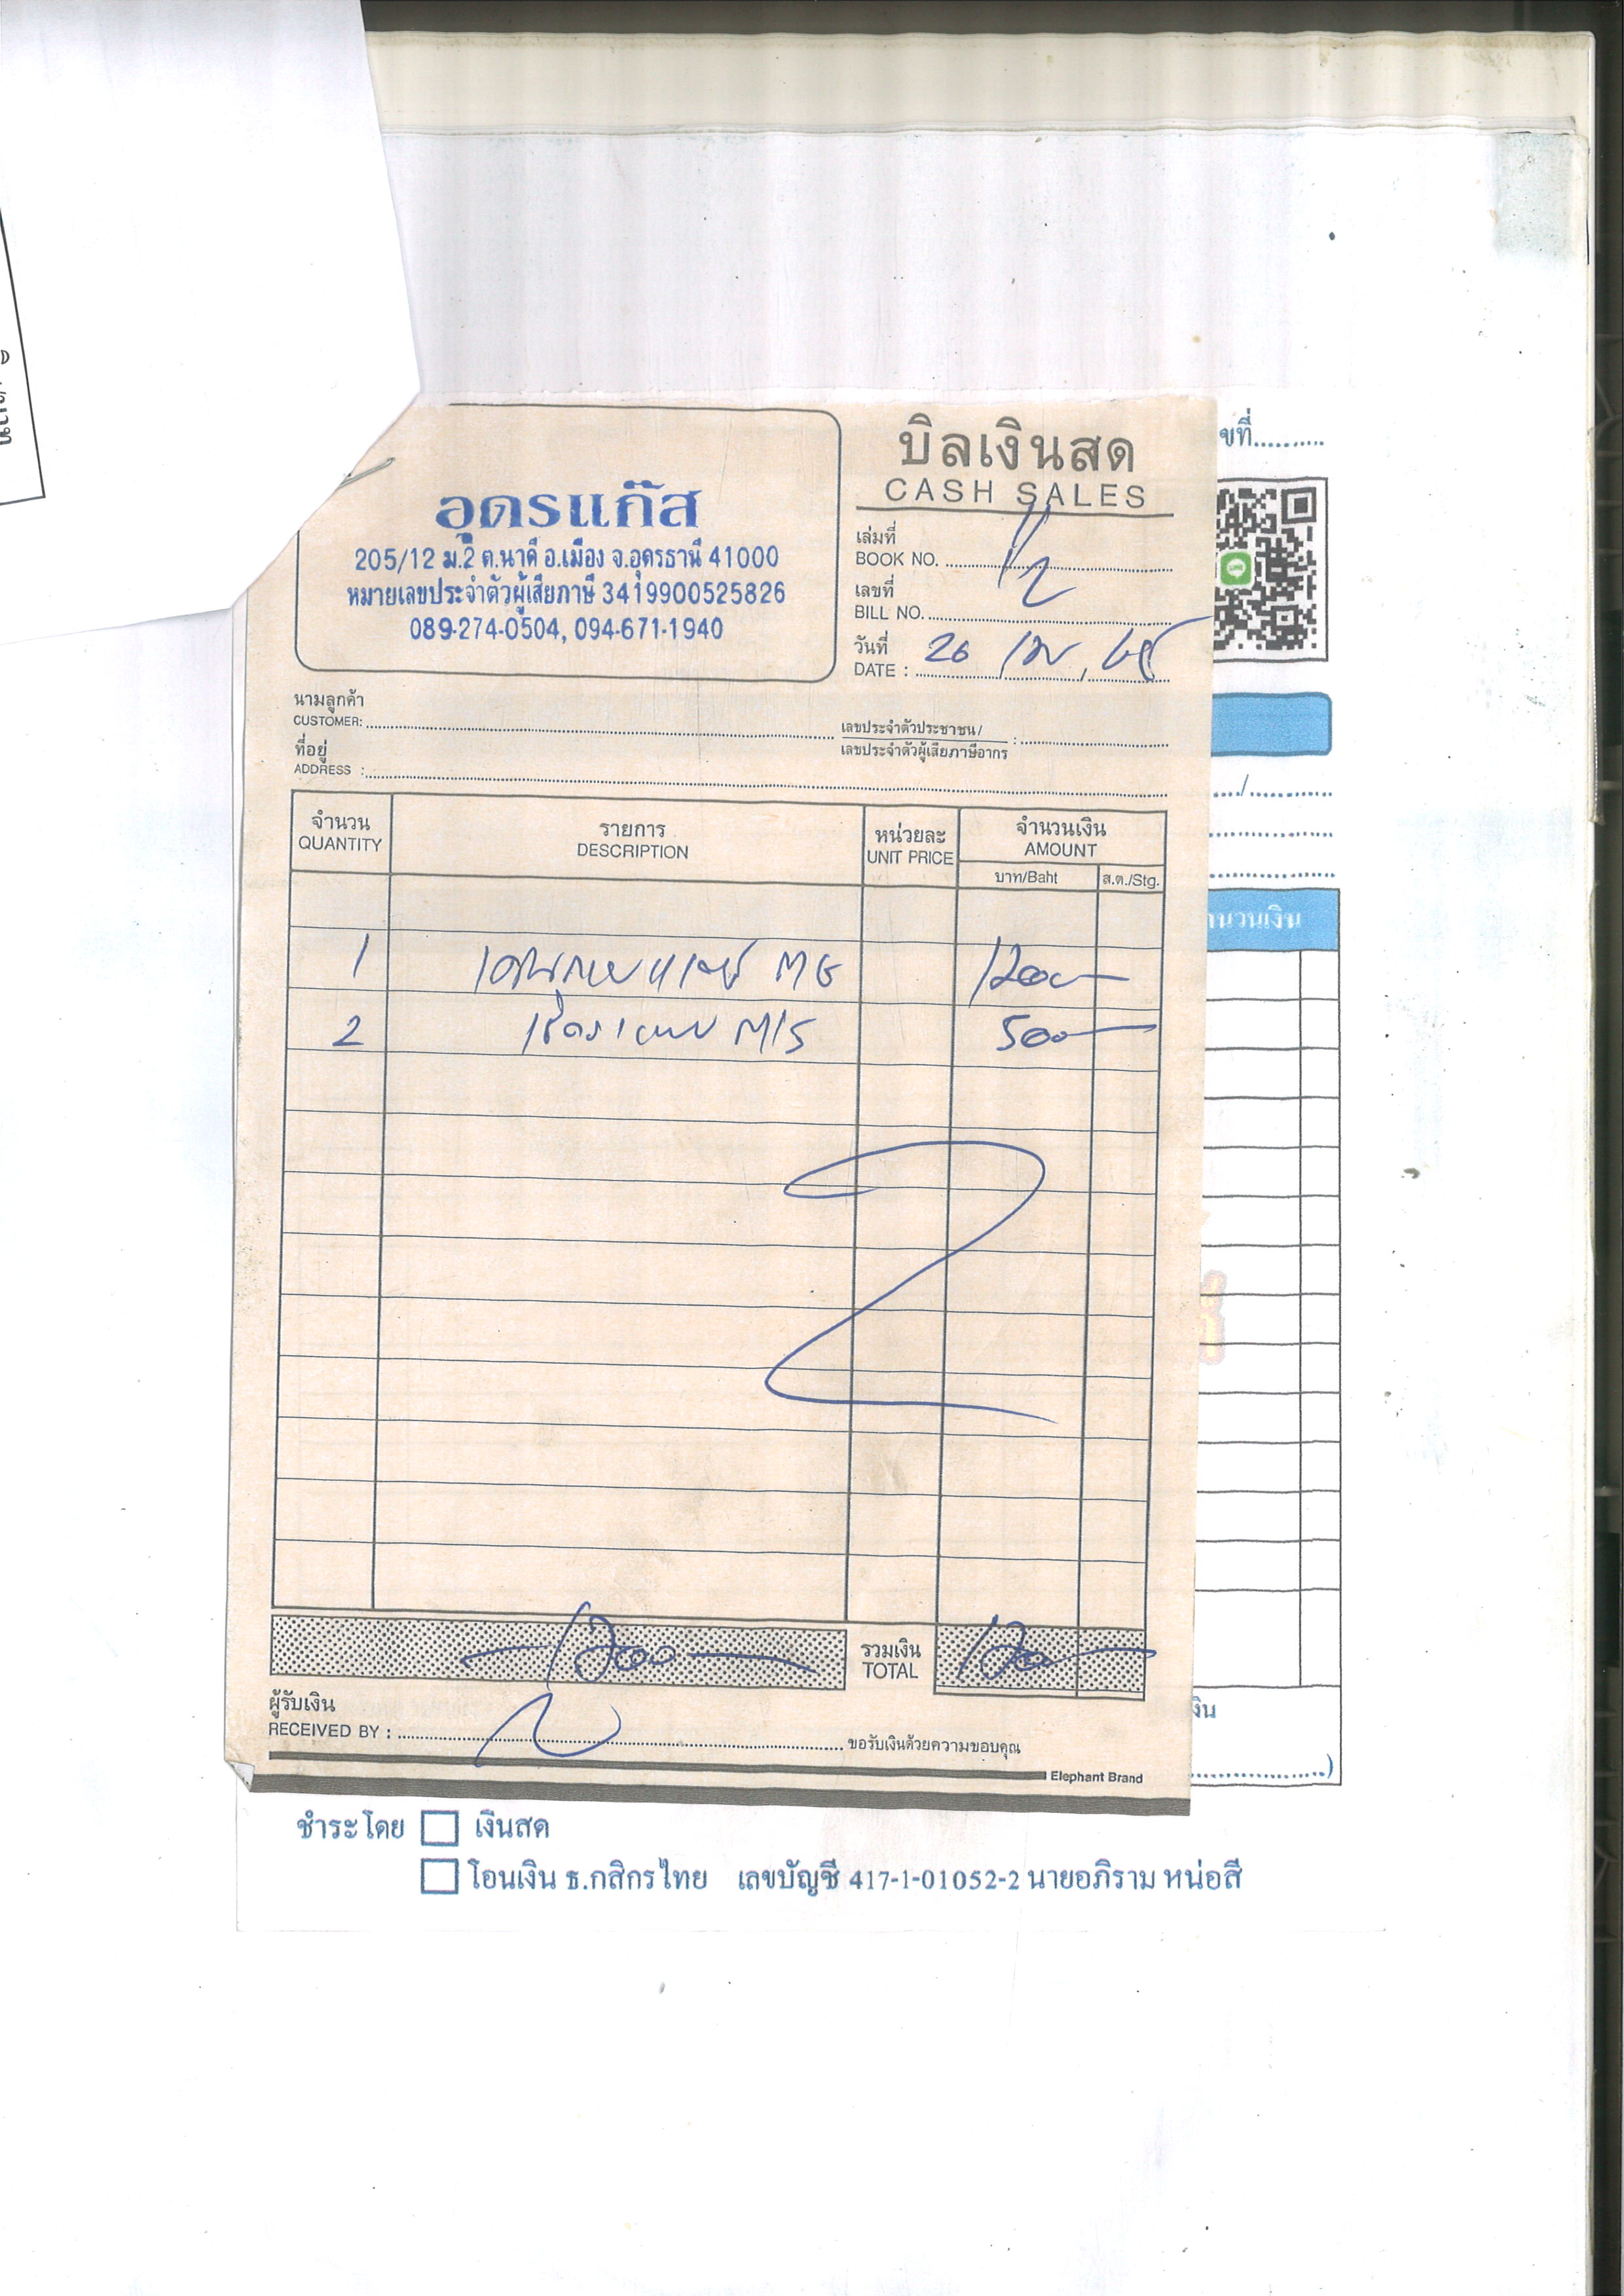 บิลเงินสด
CASH SALES
อุดรแก๊ส
205/12 ม.2 ต.นาดี อ.เมือง จ.อุดรธานี 41000
หมายเลขประจำตัวผู้เสียภาษี 3419900525826
089-274-0504, 094-671-1940
เล่มที่
BOOK NO.
เลขที่
BILL NO.
วันที่
DATE : 26
ขที่..........
นามลูกค้า
CUSTOMER:
เลขประจำตัวประชาชน/
เลขประจำตัวผู้เสียภาษีอากร :
ที่อยู่
ADDRESS :
จำนวน รายการ หน่วยละ จำนวนเงิน
QUANTITY DESCRIPTION UNIT PRICE AMOUNT
บาท/Baht ส.ต./Stg.
านวนเงิน
1 MG
2 500
รวมเงิน
TOTAL
ผู้รับเงิน
RECEIVED BY : ขอรับเงินด้วยความขอบคุณ
งิน
Elephant Brand
ชำระโดย เงินสด
โอนเงิน ธ.กสิกรไทย เลขบัญชี 417-1-01052-2 นายอภิราม หน่อสี